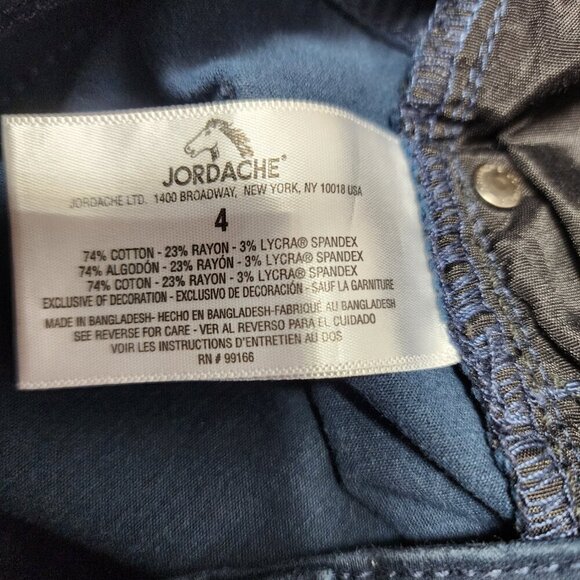 JORDACHE®
JORDACHE LTD. 1400 BROADWAY, NEW YORK, NY 10018 USA
4
74% COTTON - 23% RAYON - 3% LYCRA® SPANDEX
74% ALGODÓN - 23% RAYÓN - 3% LYCRA® SPANDEX
74% COTON - 23% RAYON - 3% LYCRA® SPANDEX
EXCLUSIVE OF DECORATION - EXCLUSIVO DE DECORACIÓN - SAUF LA GARNITURE
MADE IN BANGLADESH- HECHO EN BANGLADESH-FABRIQUÉ AU BANGLADESH
SEE REVERSE FOR CARE - VER AL REVERSO PARA EL CUIDADO
VOIR LES INSTRUCTIONS D'ENTRETIEN AU DOS
RN # 99166